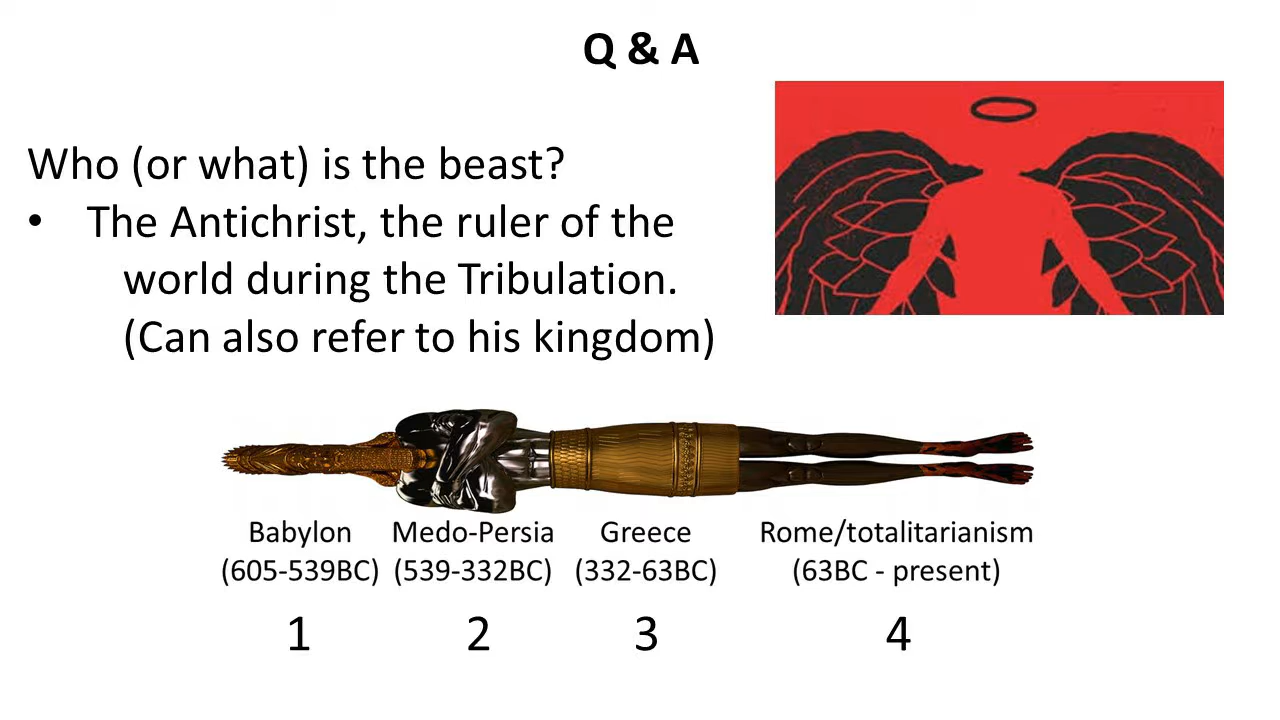 Q & A
Who (or what) is the beast?
• The Antichrist, the ruler of the
world during the Tribulation.
(Can also refer to his kingdom)
Babylon Medo-Persia Greece Rome/totalitarianism
(605-539BC) (539-332BC) (332-63BC) (63BC - present)
1 2 3 4